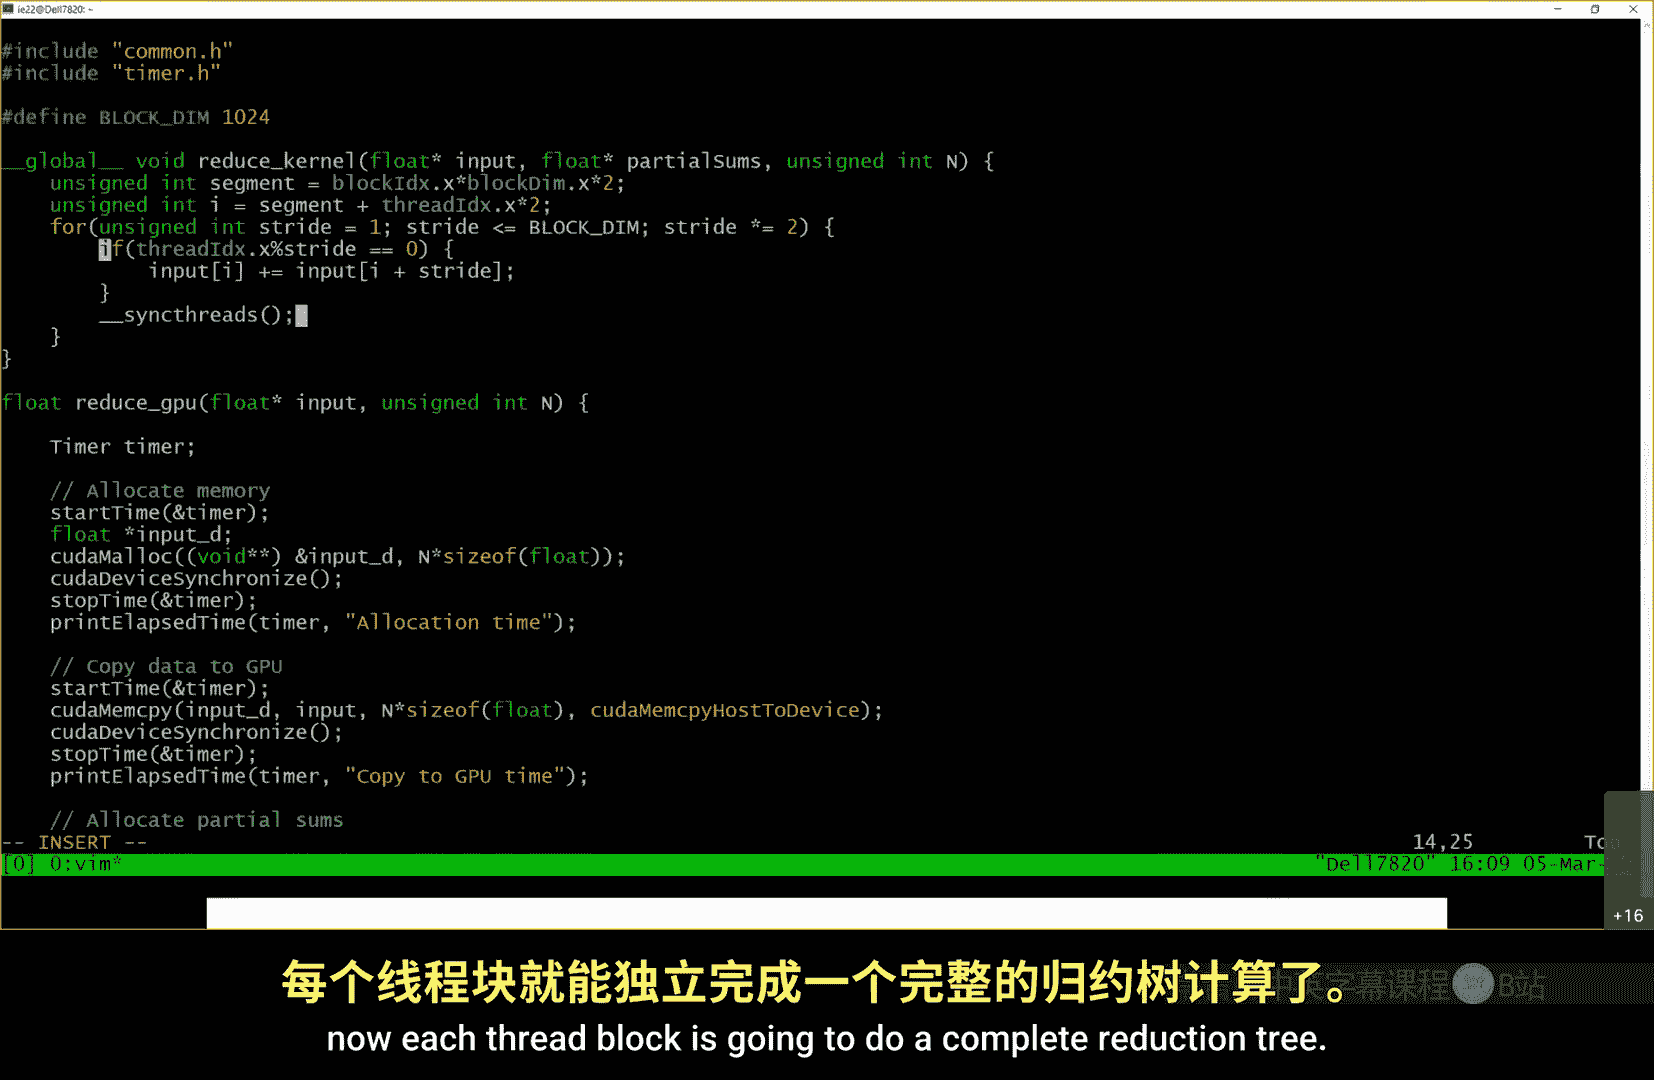 ie22@Dell7820: ~
#include "common.h"
#include "timer.h"
#define BLOCK_DIM 1024
__global__ void reduce_kernel(float* input, float* partialSums, unsigned int N) {
    unsigned int segment = blockIdx.x*blockDim.x*2;
    unsigned int i = segment + threadIdx.x*2;
    for(unsigned int stride = 1; stride <= BLOCK_DIM; stride *= 2) {
        if(threadIdx.x%stride == 0) {
            input[i] += input[i + stride];
        }
        __syncthreads();
    }
}
float reduce_gpu(float* input, unsigned int N) {
    Timer timer;
    // Allocate memory
    startTime(&timer);
    float *input_d;
    cudaMalloc((void**) &input_d, N*sizeof(float));
    cudaDeviceSynchronize();
    stopTime(&timer);
    printElapsedTime(timer, "Allocation time");
    // Copy data to GPU
    startTime(&timer);
    cudaMemcpy(input_d, input, N*sizeof(float), cudaMemcpyHostToDevice);
    cudaDeviceSynchronize();
    stopTime(&timer);
    printElapsedTime(timer, "Copy to GPU time");
    // Allocate partial sums
-- INSERT -- 14,25 Top
[0] 0:vim* "Dell7820" 16:09 05-Mar-
+16
每个线程块就能独立完成一个完整的归约树计算了。
字幕课程 B站
now each thread block is going to do a complete reduction tree.